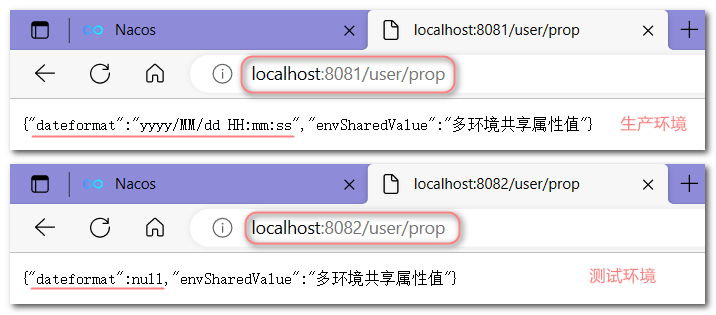 Nacos
localhost:8081/user/prop
localhost:8081/user/prop
{"dateformat":"yyyy/MM/dd HH:mm:ss","envSharedValue":"多环境共享属性值"} 生产环境
Nacos
localhost:8082/user/prop
localhost:8082/user/prop
{"dateformat":null,"envSharedValue":"多环境共享属性值"} 测试环境